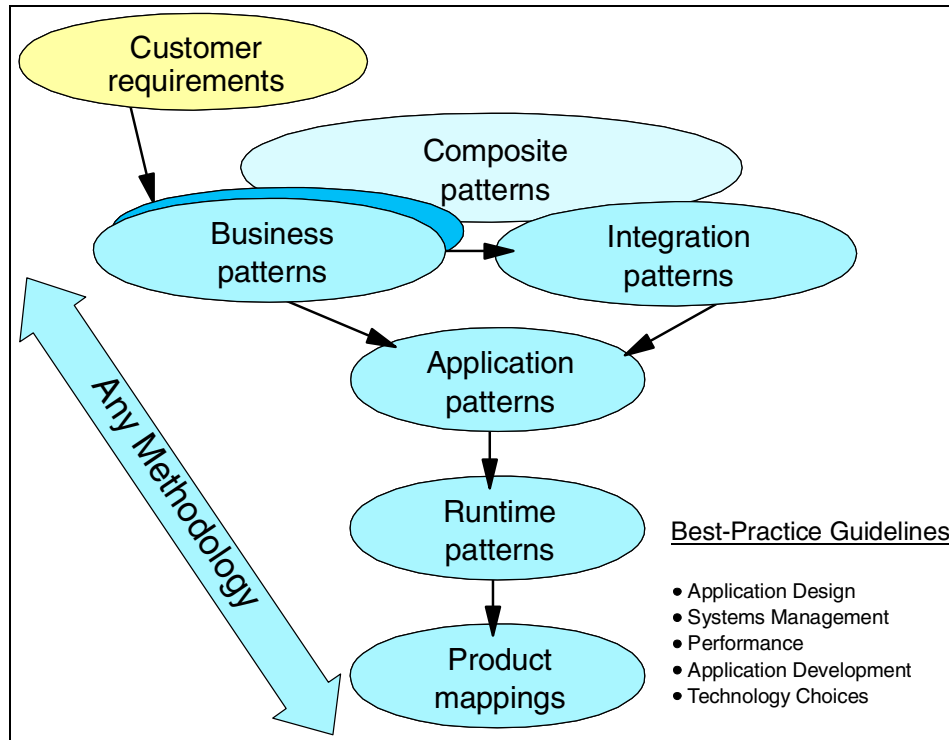 Customer
requirements
Composite
patterns
Business
patterns
Integration
patterns
Application
patterns
Any Methodology
Runtime
patterns
Best-Practice Guidelines
• Application Design
• Systems Management
• Performance
• Application Development
• Technology Choices
Product
mappings